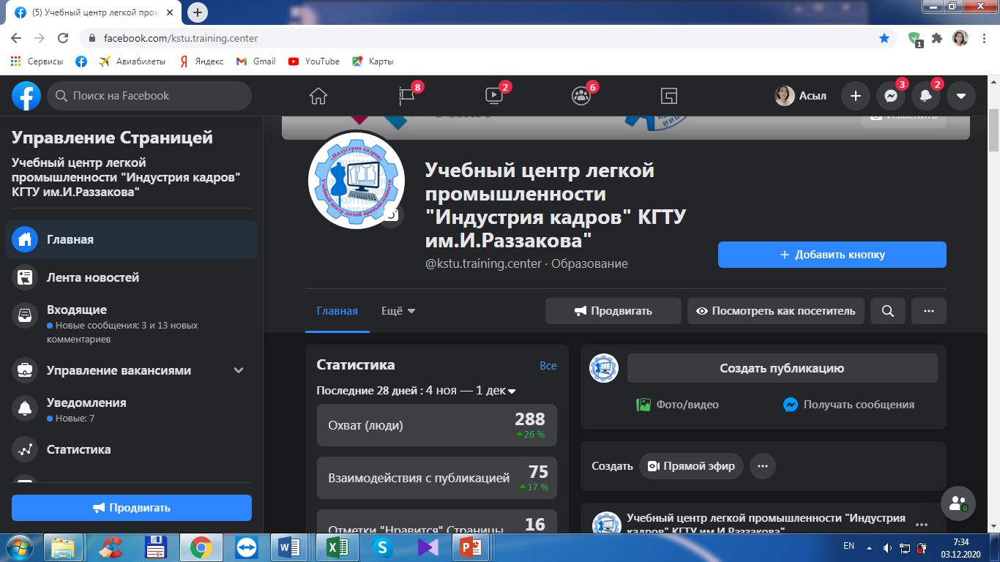 (5) Учебный центр легкой пром
facebook.com/kstu.training.center
1
Сервисы
Авиабилеты
Яндекс
Gmail
YouTube
Карты
Поиск на Facebook
8
2
6
Асыл
3
2
Изменить
Управление Страницей
Учебный центр легкой
промышленности "Индустрия кадров"
КГТУ им.И.Раззакова"
Главная
Лента новостей
Входящие
Новые сообщения: 3 и 13 новых
комментариев
Управление вакансиями
Уведомления
Новые: 7
Статистика
Продвигать
«Индустрия кадров»
Учебный центр легкой промышленности
Учебный центр легкой
промышленности
"Индустрия кадров" КГТУ
им.И.Раззакова"
@kstu.training.center · Образование
+ Добавить кнопку
Главная
Ещё
Продвигать
Посмотреть как посетитель
Статистика
Все
Последние 28 дней : 4 ноя — 1 дек
Охват (люди)
288
26 %
Взаимодействия с публикацией
75
17 %
Отметки "Нравится" Страницы
16
Создать публикацию
Фото/видео
Получать сообщения
Создать
Прямой эфир
Учебный центр легкой промышленности "Индустрия
кадров" КГТУ им.И.Раззакова"
0
64
EN
7:34
03.12.2020